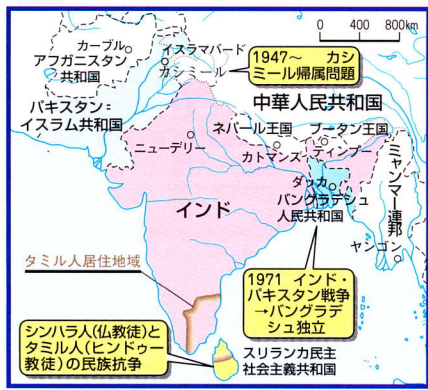 0 400 800km
カーブル
アフガニスタン
共和国
イスラマバード
カシミール
1947～ カシ
ミール帰属問題
中華人民共和国
パキスタン=
イスラム共和国
ネパール王国
ブータン王国
ニューデリー
カトマンズ
ティンプー
ミャンマー連邦
ダッカ
バングラデシュ
人民共和国
インド
ヤンゴン
タミル人居住地域
1971 インド・
パキスタン戦争
→バングラデ
シュ独立
シンハラ人(仏教徒)と
タミル人(ヒンドゥー
教徒)の民族抗争
スリランカ民主
社会主義共和国